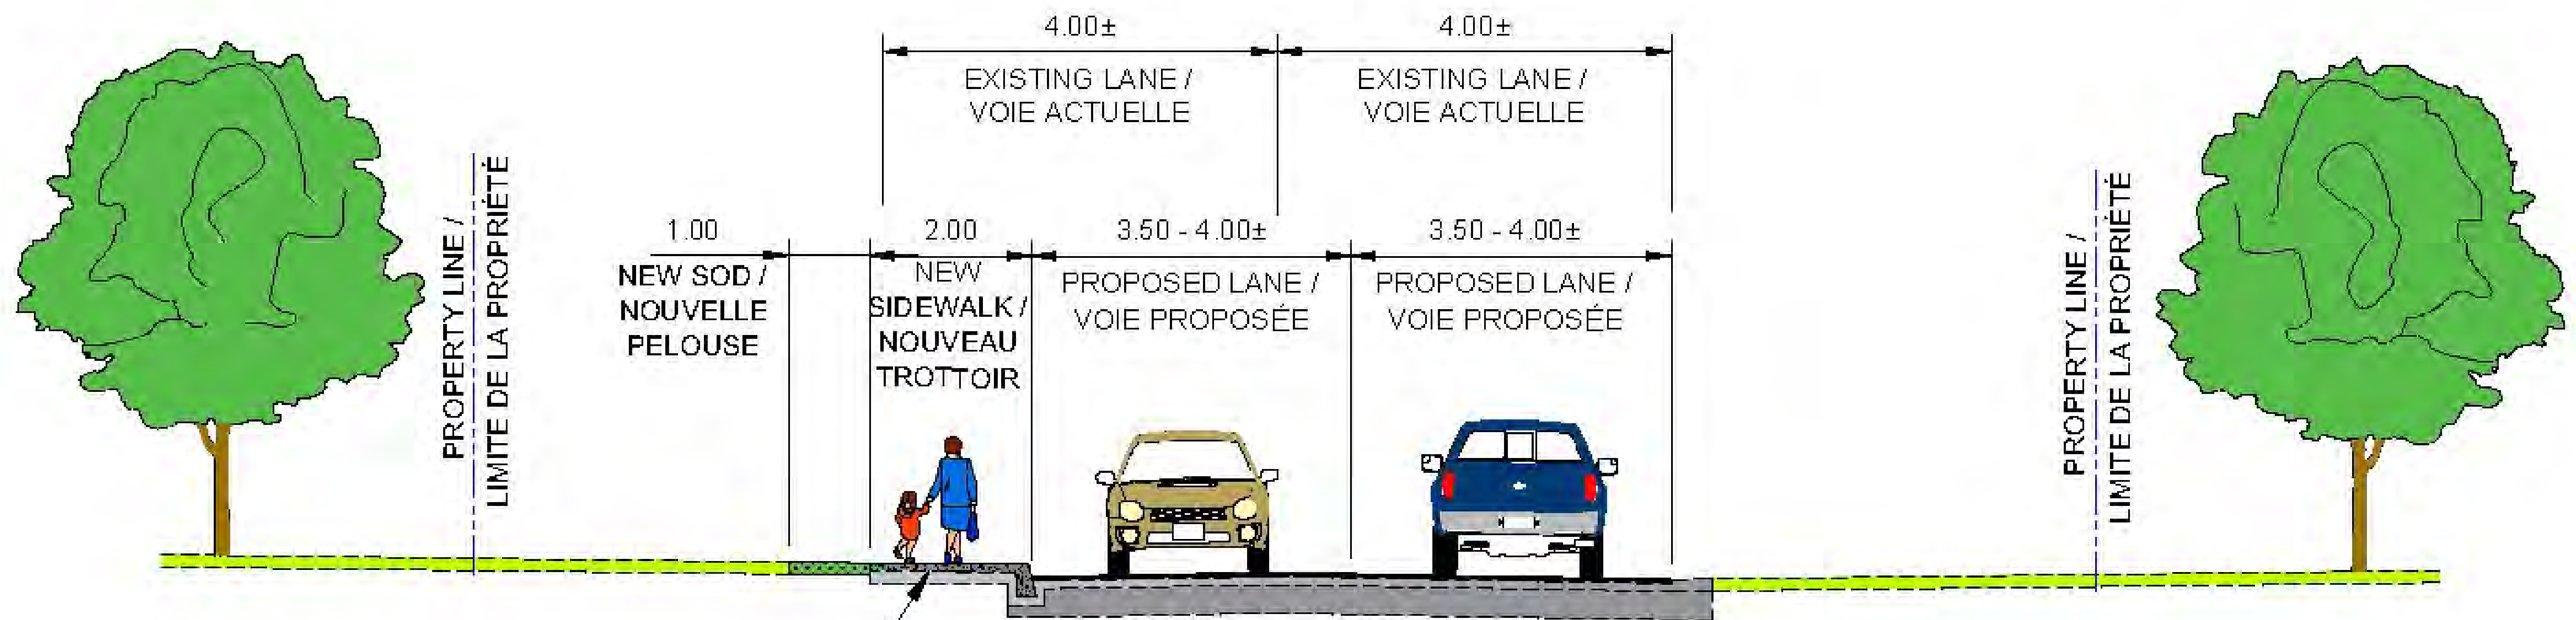 4.00±
4.00±
EXISTING LANE /
VOIE ACTUELLE
EXISTING LANE /
VOIE ACTUELLE
PROPERTY LINE /
LIMITE DE LA PROPRIÉTÉ
1.00
NEW SOD /
NOUVELLE
PELOUSE
2.00
NEW
SIDEWALK /
NOUVEAU
TROTTOIR
3.50 - 4.00±
PROPOSED LANE /
VOIE PROPOSÉE
3.50 - 4.00±
PROPOSED LANE /
VOIE PROPOSÉE
PROPERTY LINE /
LIMITE DE LA PROPRIÉTÉ